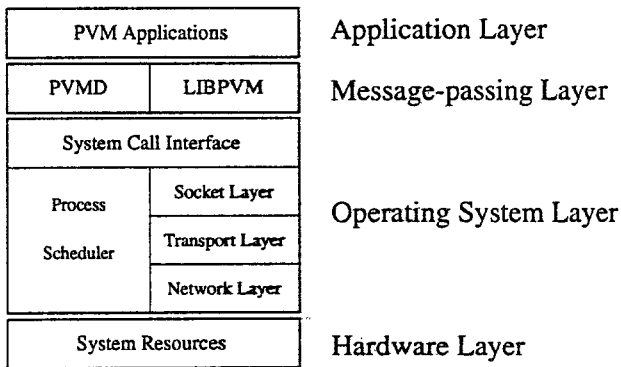 PVM Applications
Application Layer
PVMD
LIBPVM
Message-passing Layer
System Call Interface
Process
Scheduler
Socket Layer
Transport Layer
Network Layer
Operating System Layer
System Resources
Hardware Layer